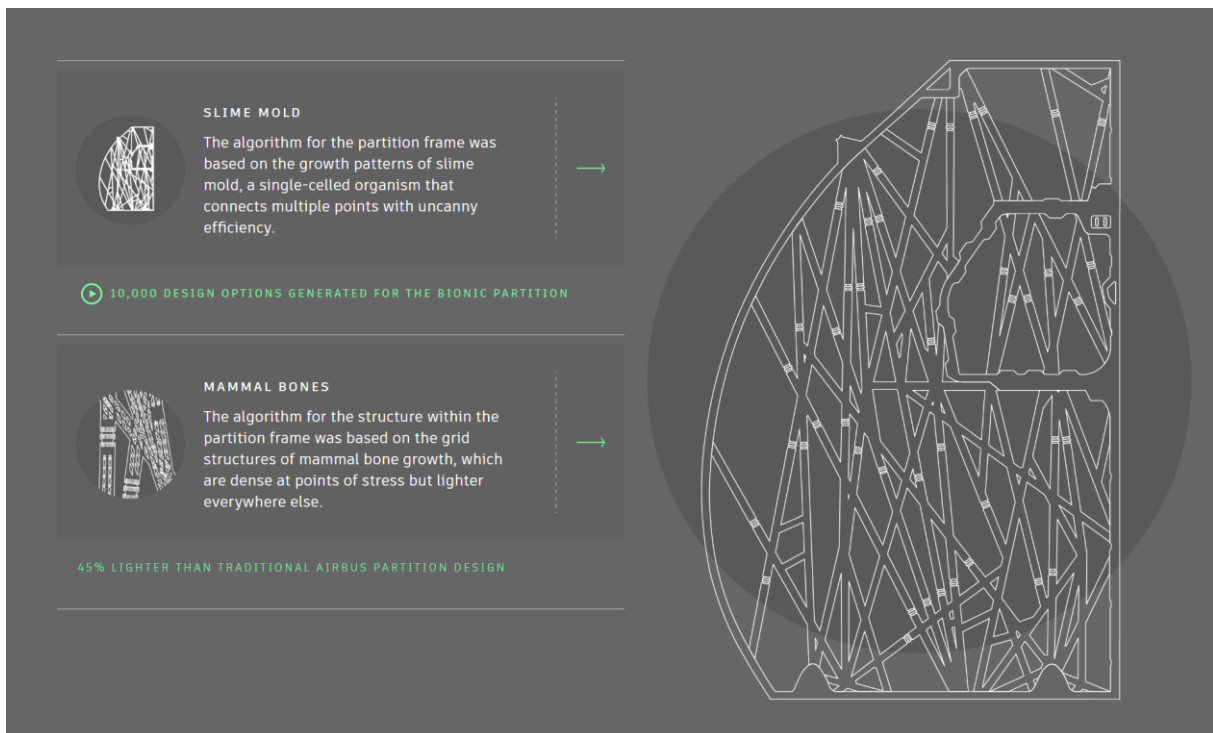 SLIME MOLD
The algorithm for the partition frame was
based on the growth patterns of slime
mold, a single-celled organism that
connects multiple points with uncanny
efficiency.
10,000 DESIGN OPTIONS GENERATED FOR THE BIONIC PARTITION
MAMMAL BONES
The algorithm for the structure within the
partition frame was based on the grid
structures of mammal bone growth, which
are dense at points of stress but lighter
everywhere else.
45% LIGHTER THAN TRADITIONAL AIRBUS PARTITION DESIGN